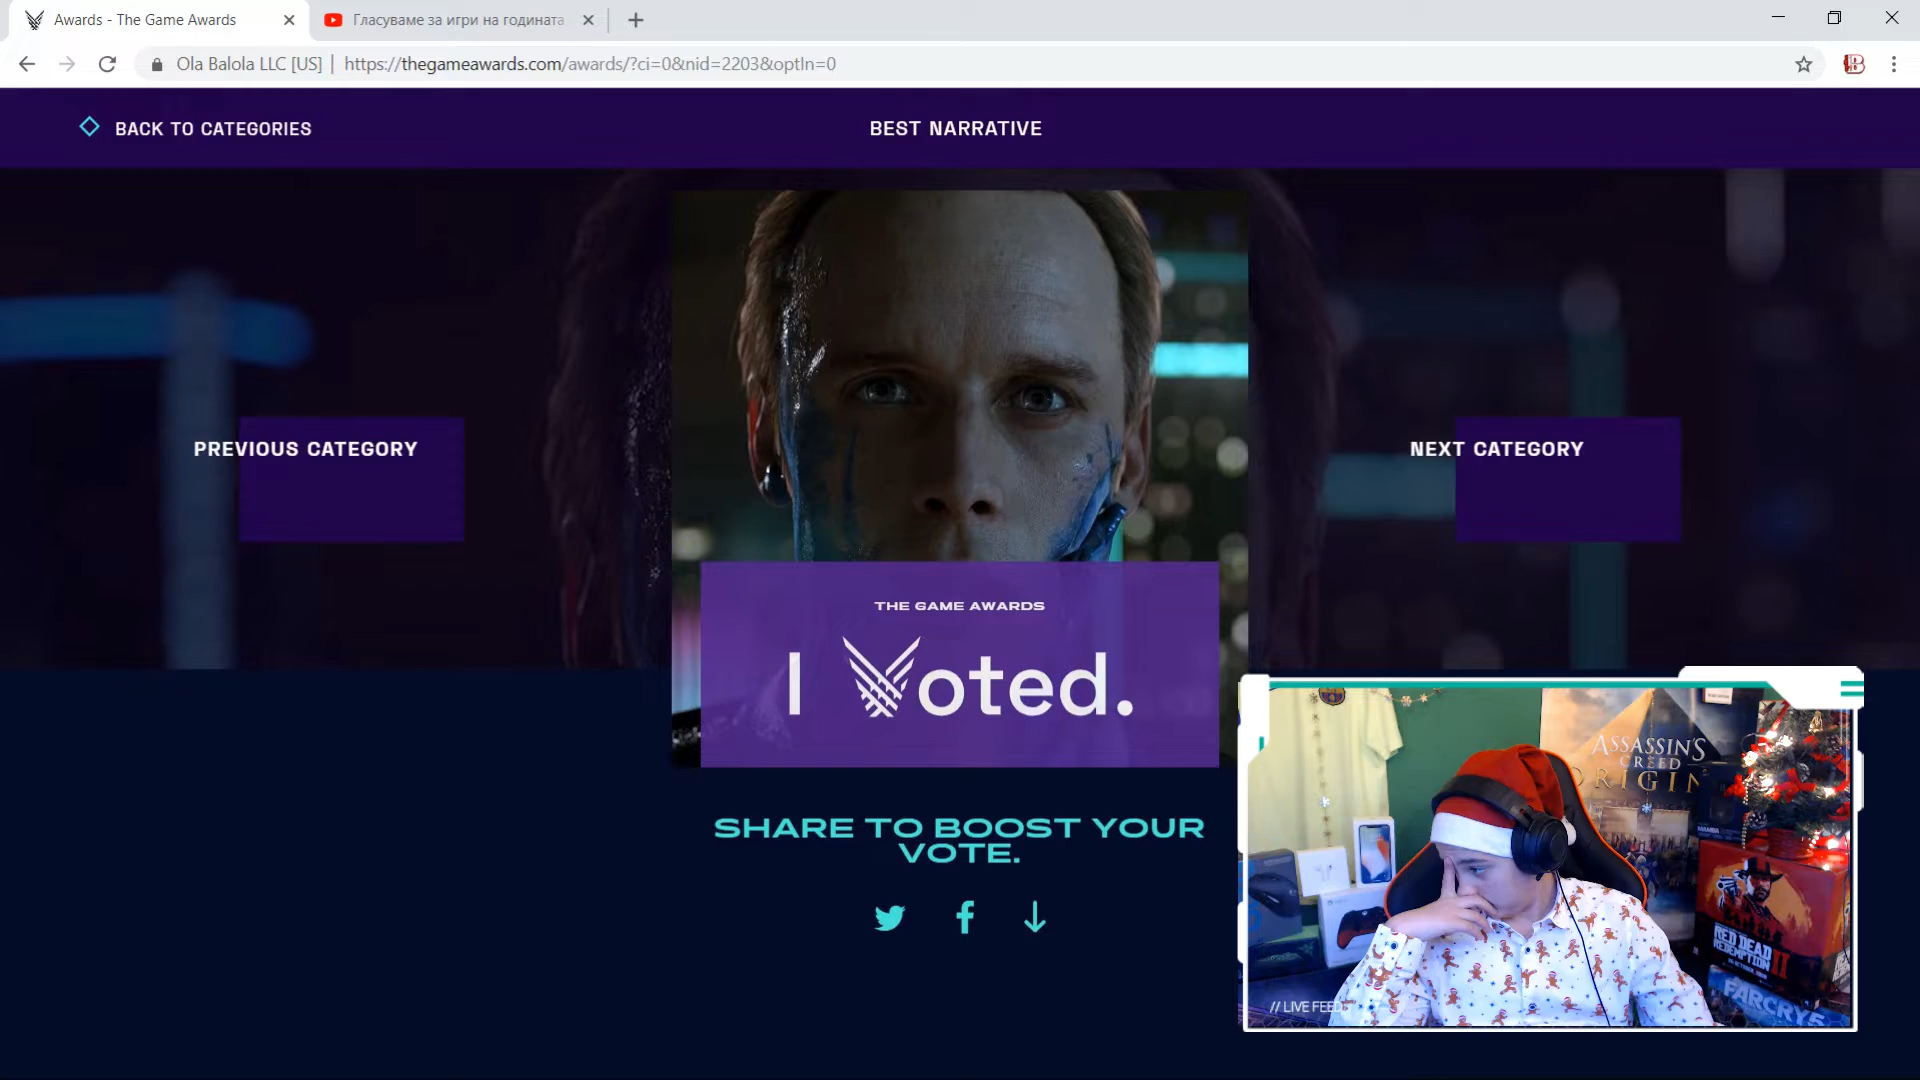 Awards - The Game Awards
Гласуваме за игри на годината
Ola Balola LLC [US] | https://thegameawards.com/awards/?ci=0&nid=2203&optIn=0
BACK TO CATEGORIES
BEST NARRATIVE
PREVIOUS CATEGORY
NEXT CATEGORY
THE GAME AWARDS
I Voted.
SHARE TO BOOST YOUR
VOTE.
ASSASSIN'S
CREED
ORIGIN
MAMBA
RED DEAD
REDEMPTION II
FARCRY5
// LIVE FEED